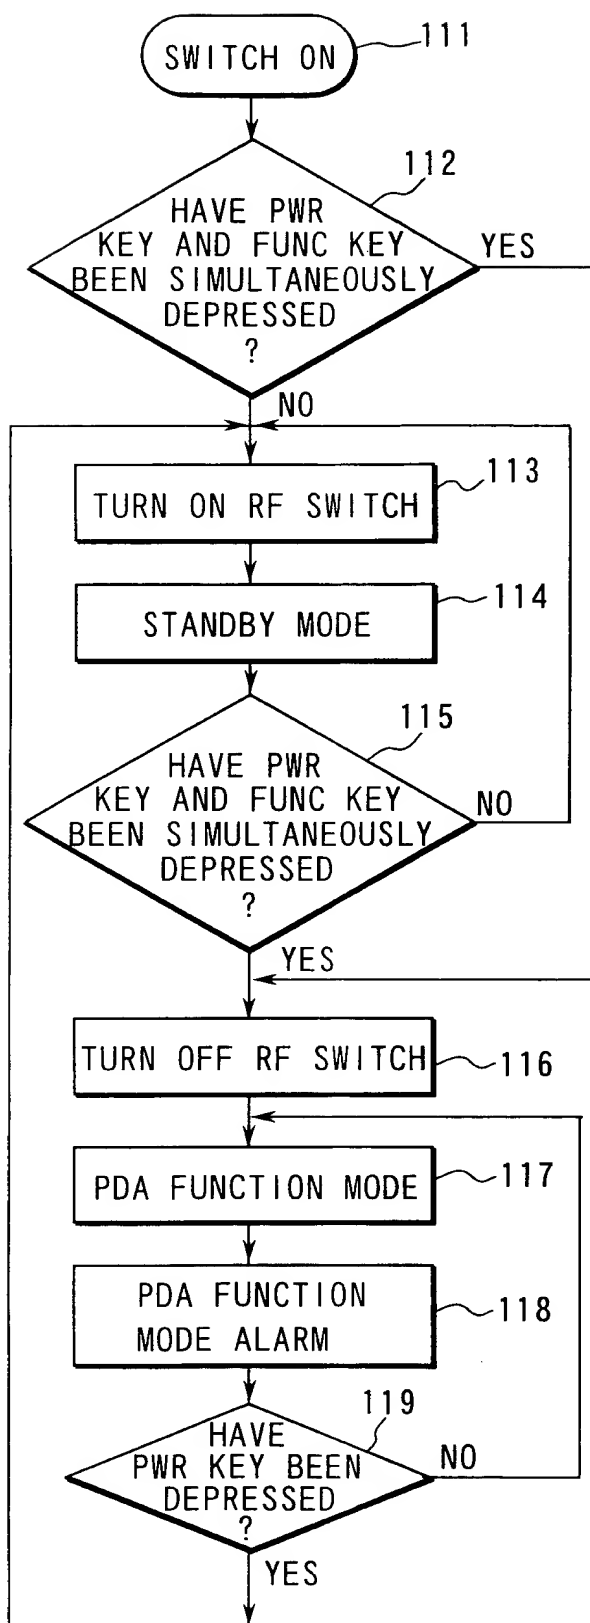 SWITCH ON
111
112
HAVE PWR
KEY AND FUNC KEY
BEEN SIMULTANEOUSLY
DEPRESSED
?
YES
NO
113
TURN ON RF SWITCH
114
STANDBY MODE
115
HAVE PWR
KEY AND FUNC KEY
BEEN SIMULTANEOUSLY
DEPRESSED
?
NO
YES
TURN OFF RF SWITCH
116
PDA FUNCTION MODE
117
PDA FUNCTION
MODE ALARM
118
119
HAVE
PWR KEY BEEN
DEPRESSED
?
NO
YES